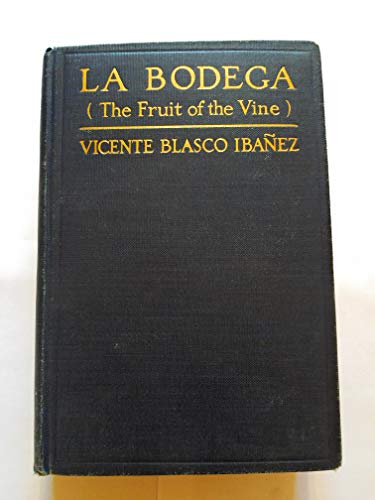 LA BODEGA
( The Fruit of the Vine )
VICENTE BLASCO IBAÑEZ